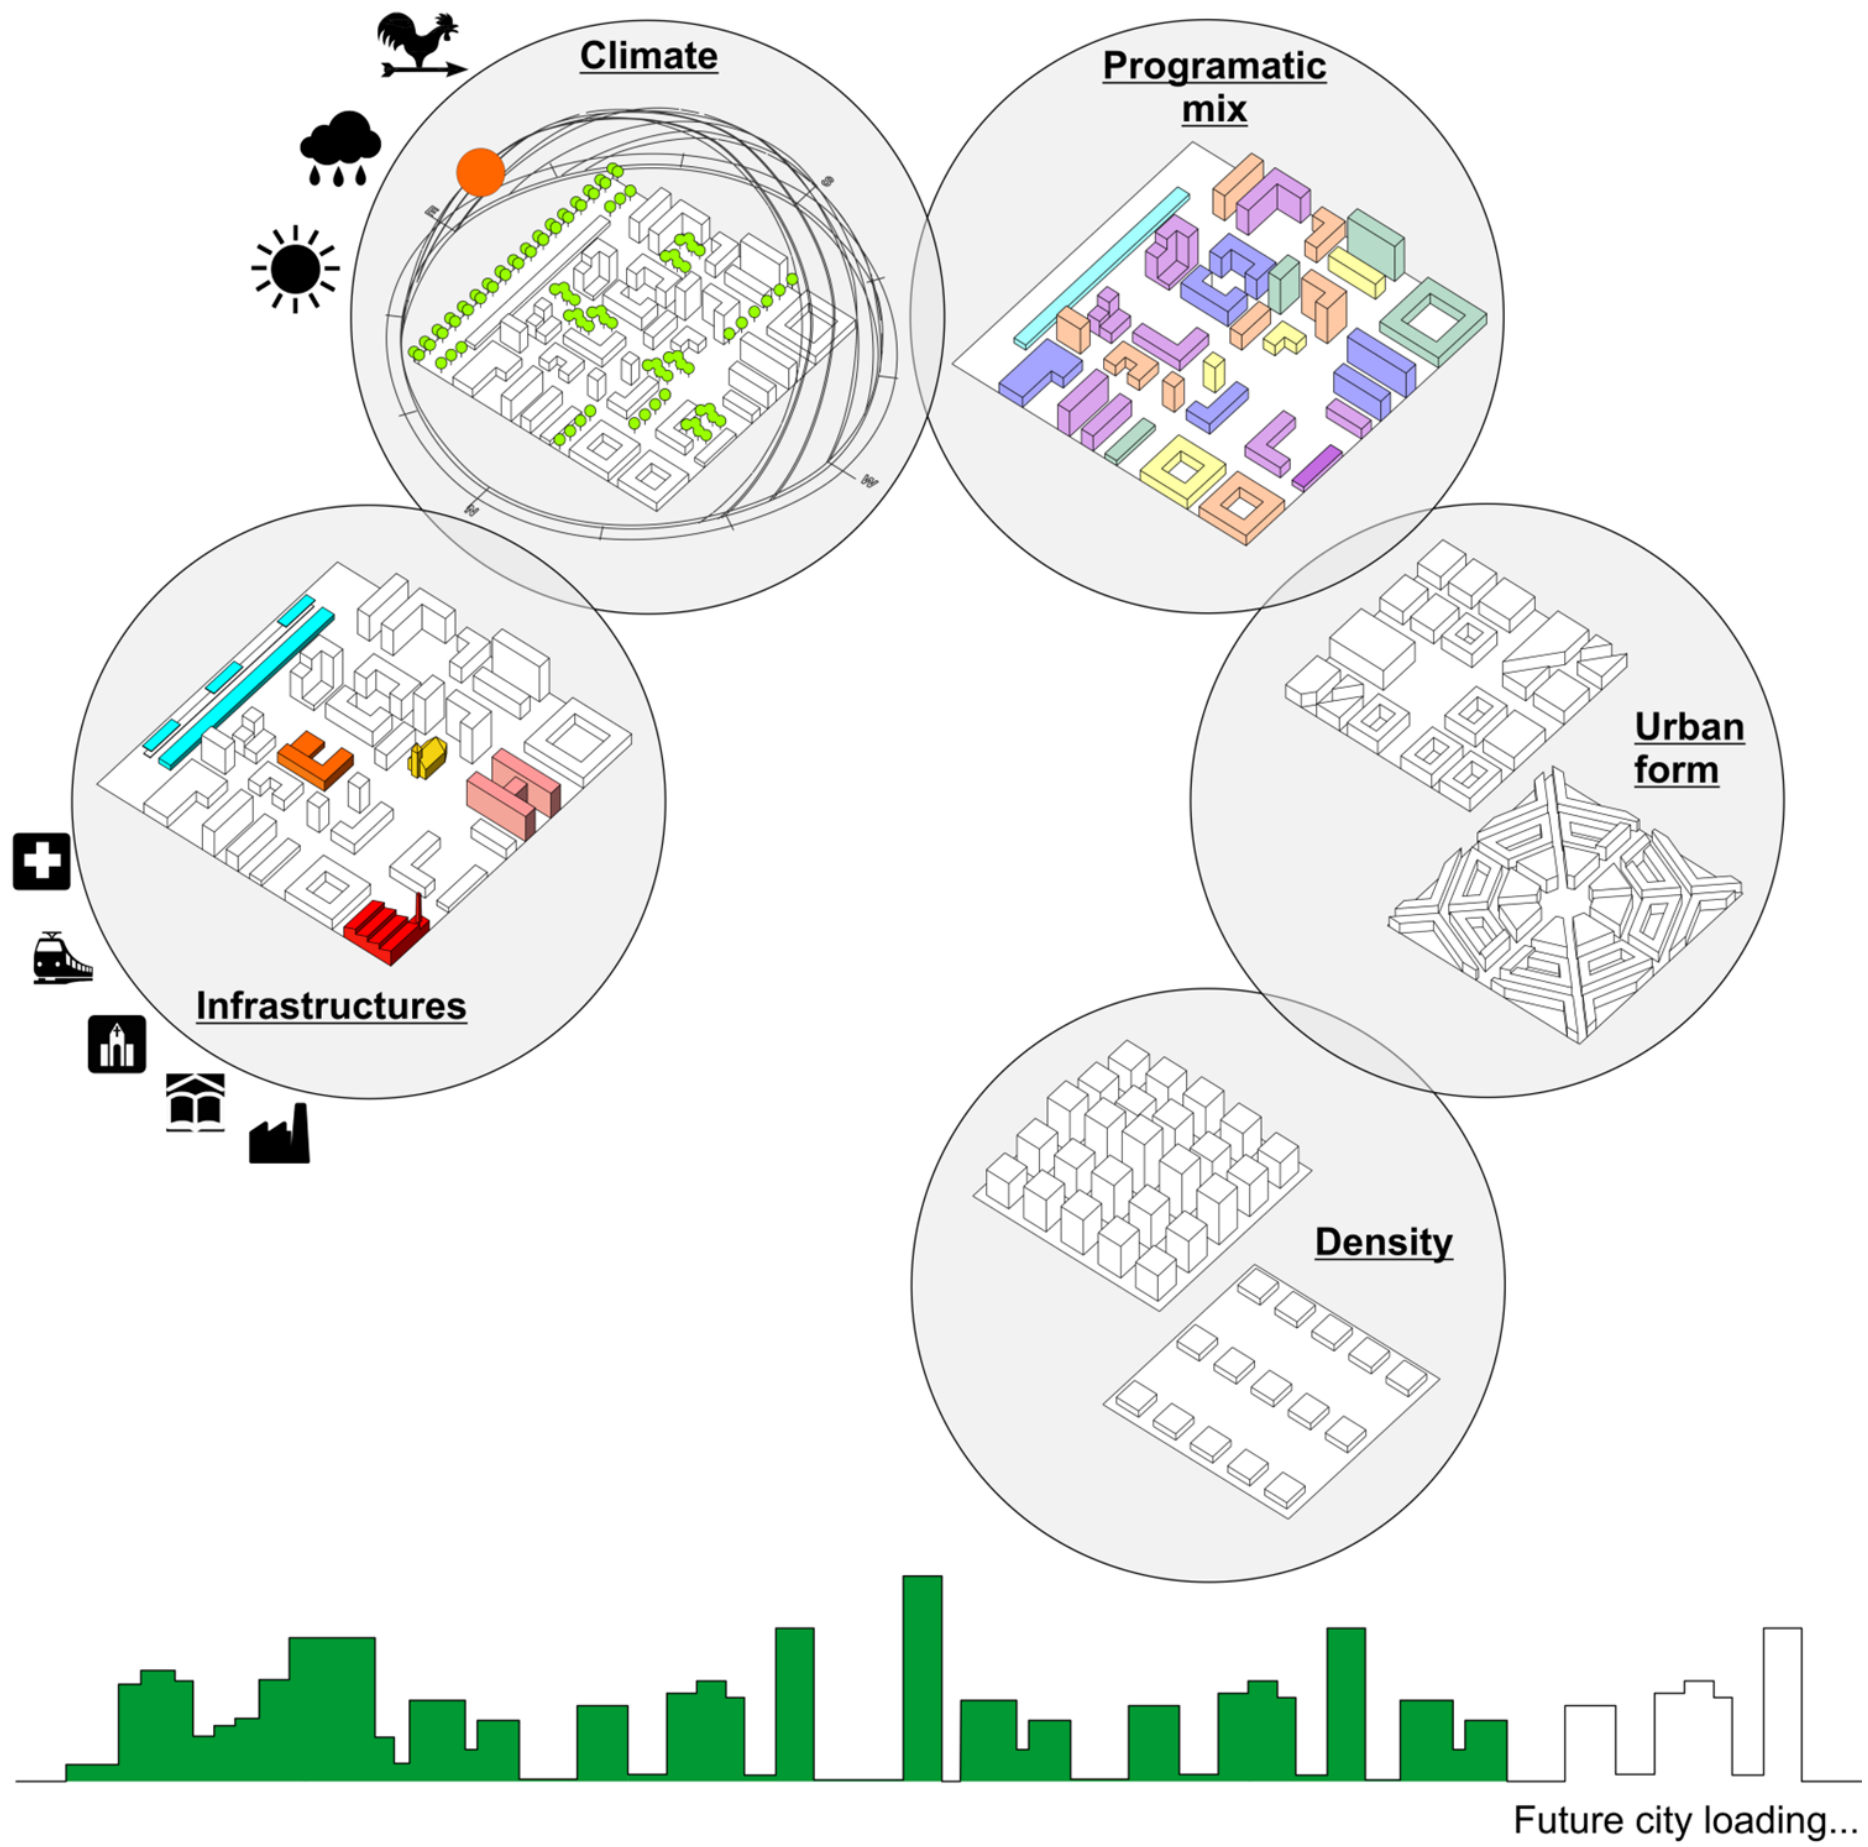 Climate
Programatic
mix
E
S
W
N
Urban
form
Infrastructures
Density
Future city loading...